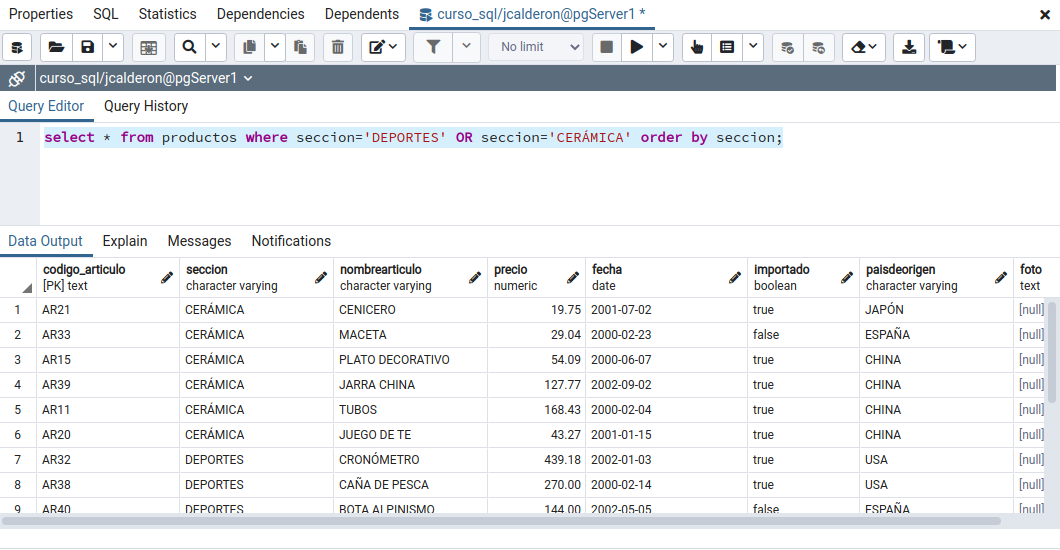 Properties SQL Statistics Dependencies Dependents curso_sql/jcalderon@pgServer1 *
No limit
curso_sql/jcalderon@pgServer1
Query Editor Query History
1 select * from productos where seccion='DEPORTES' OR seccion='CERÁMICA' order by seccion;
Data Output Explain Messages Notifications
codigo_articulo seccion nombrearticulo precio fecha importado paisdeorigen foto
[PK] text character varying character varying numeric date boolean character varying text
1 AR21 CERÁMICA CENICERO 19.75 2001-07-02 true JAPÓN [null]
2 AR33 CERÁMICA MACETA 29.04 2000-02-23 false ESPAÑA [null]
3 AR15 CERÁMICA PLATO DECORATIVO 54.09 2000-06-07 true CHINA [null]
4 AR39 CERÁMICA JARRA CHINA 127.77 2002-09-02 true CHINA [null]
5 AR11 CERÁMICA TUBOS 168.43 2000-02-04 true CHINA [null]
6 AR20 CERÁMICA JUEGO DE TE 43.27 2001-01-15 true CHINA [null]
7 AR32 DEPORTES CRONÓMETRO 439.18 2002-01-03 true USA [null]
8 AR38 DEPORTES CAÑA DE PESCA 270.00 2000-02-14 true USA [null]
9 AR40 DEPORTES BOTA ALPINISMO 144.00 2002-05-05 false ESPAÑA [null]